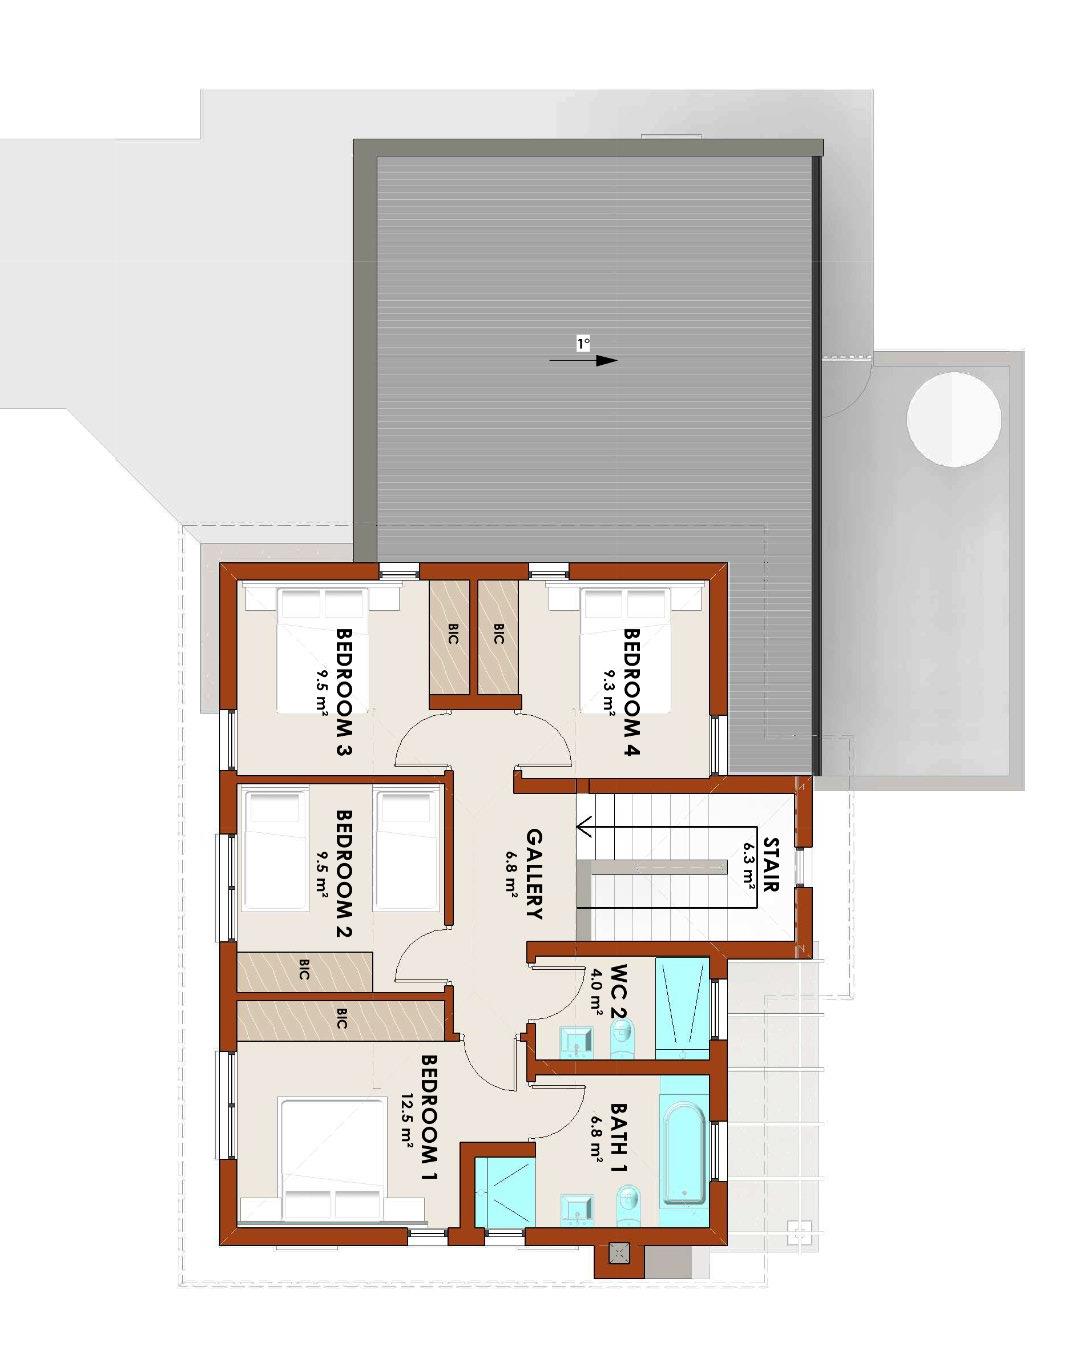 1°
BEDROOM 3
9.5 m²
BIC
BIC
BEDROOM 4
9.3 m²
BEDROOM 2
9.5 m²
BIC
GALLERY
6.8 m²
STAIR
6.3 m²
BIC
WC 2
4.0 m²
BEDROOM 1
12.5 m²
BATH 1
6.8 m²